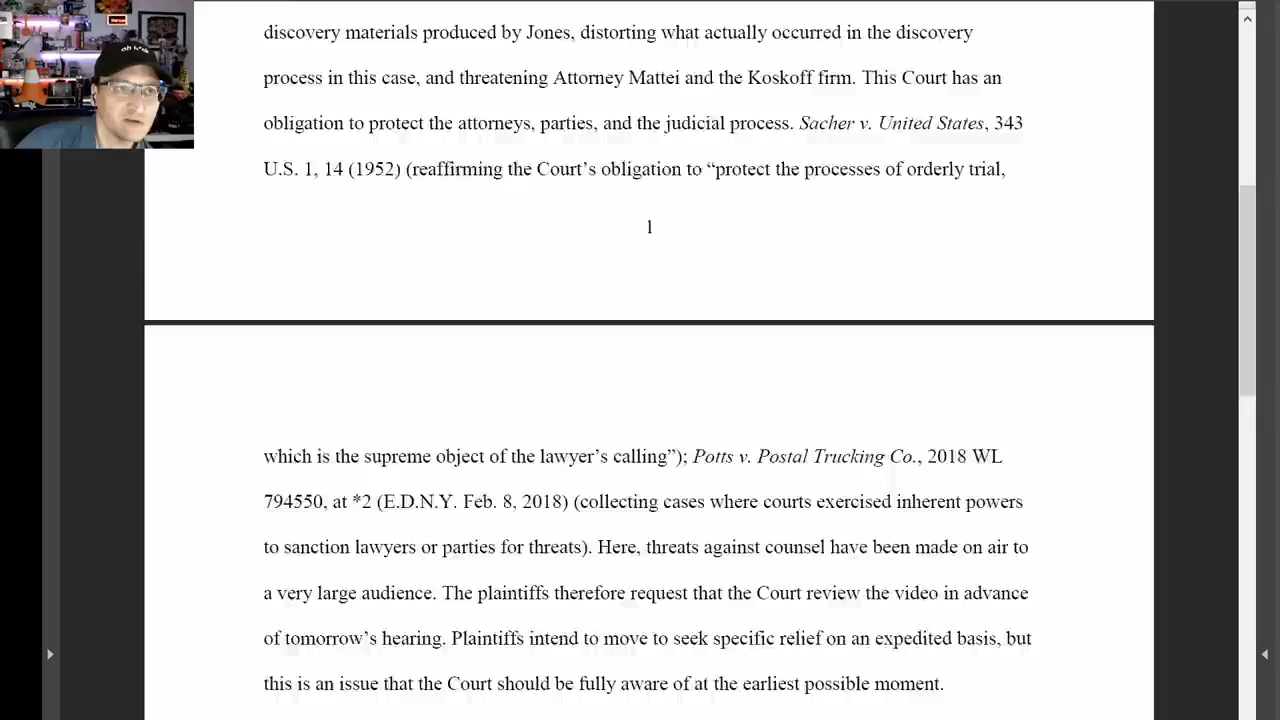 discovery materials produced by Jones, distorting what actually occurred in the discovery
process in this case, and threatening Attorney Mattei and the Koskoff firm. This Court has an
obligation to protect the attorneys, parties, and the judicial process. Sacher v. United States, 343
U.S. 1, 14 (1952) (reaffirming the Court’s obligation to “protect the processes of orderly trial,
1
which is the supreme object of the lawyer’s calling”); Potts v. Postal Trucking Co., 2018 WL
794550, at *2 (E.D.N.Y. Feb. 8, 2018) (collecting cases where courts exercised inherent powers
to sanction lawyers or parties for threats). Here, threats against counsel have been made on air to
a very large audience. The plaintiffs therefore request that the Court review the video in advance
of tomorrow’s hearing. Plaintiffs intend to move to seek specific relief on an expedited basis, but
this is an issue that the Court should be fully aware of at the earliest possible moment.